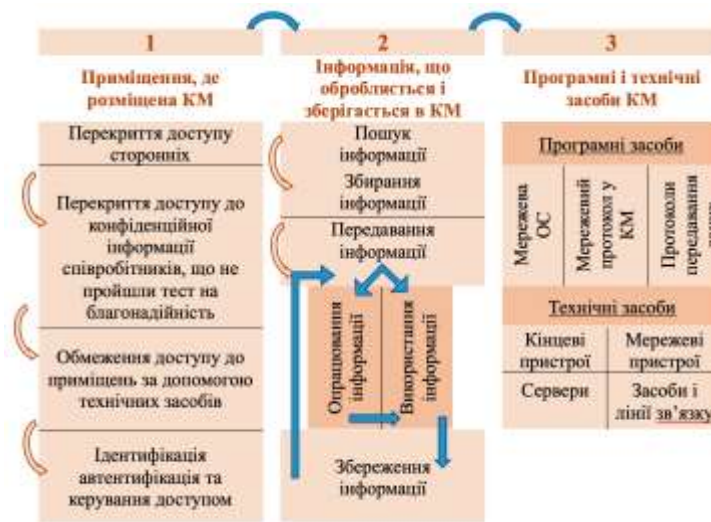 1
Приміщення, де
розміщена КМ
Перекриття доступу
сторонніх
Перекриття доступу до
конфіденційної
інформації
співробітників, що не
пройшли тест на
благонадійність
Обмеження доступу до
приміщень за допомогою
технічних засобів
Ідентифікація
автентифікація та
керування доступом
2
Інформація, що
обробляється і
зберігається в КМ
Пошук
інформації
Збирання
інформації
Передавання
інформації
Опрацювання
інформації
Використання
інформації
Збереження
інформації
3
Програмні і технічні
засоби КМ
Програмні засоби
Мережева
ОС
Мережевий
протокол у
КМ
Протоколи
передавання
Технічні засоби
Кінцеві
пристрої
Мережеві
пристрої
Сервери
Засоби і
лінії зв’язку